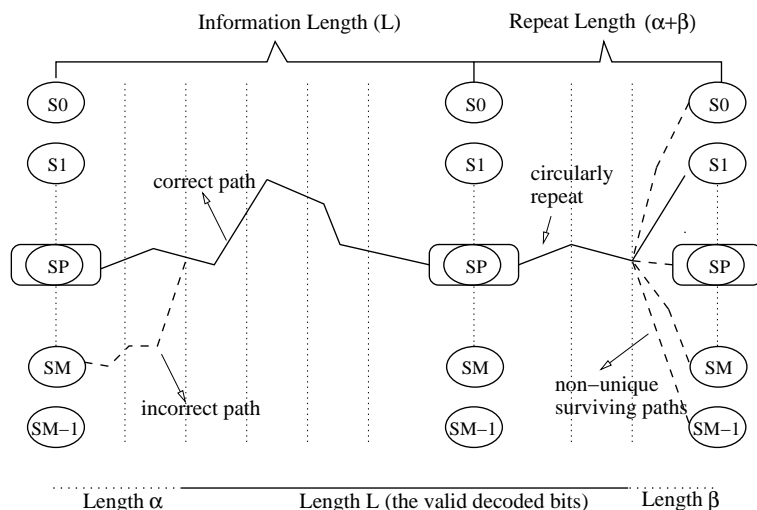 Information Length (L)
Repeat Length (α+β)
S0
S0
S0
S1
S1
S1
correct path
circularly
repeat
SP
SP
SP
SM
SM
SM
incorrect path
non−unique
surviving paths
SM−1
SM−1
SM−1
Length α
Length L (the valid decoded bits)
Length β